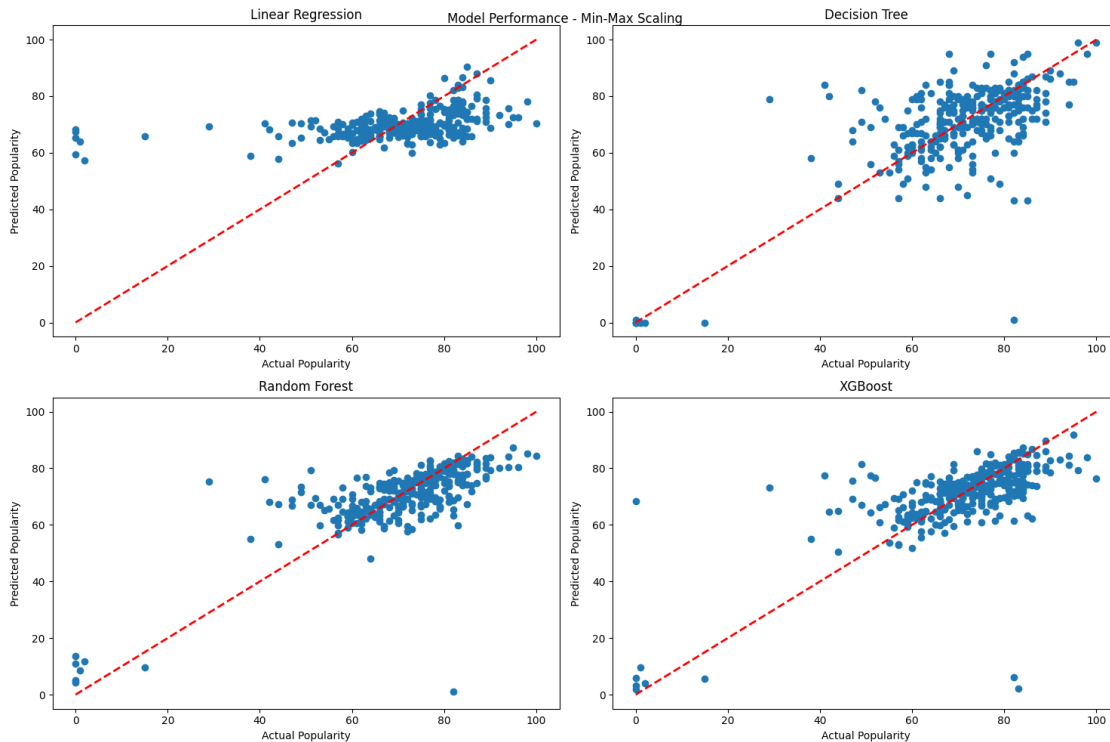 Model Performance - Min-Max Scaling
Linear Regression
100
80
60
40
20
0
Predicted Popularity
0 20 40 60 80 100
Actual Popularity
Decision Tree
100
80
60
40
20
0
Predicted Popularity
0 20 40 60 80 100
Actual Popularity
Random Forest
100
80
60
40
20
0
Predicted Popularity
0 20 40 60 80 100
Actual Popularity
XGBoost
100
80
60
40
20
0
Predicted Popularity
0 20 40 60 80 100
Actual Popularity